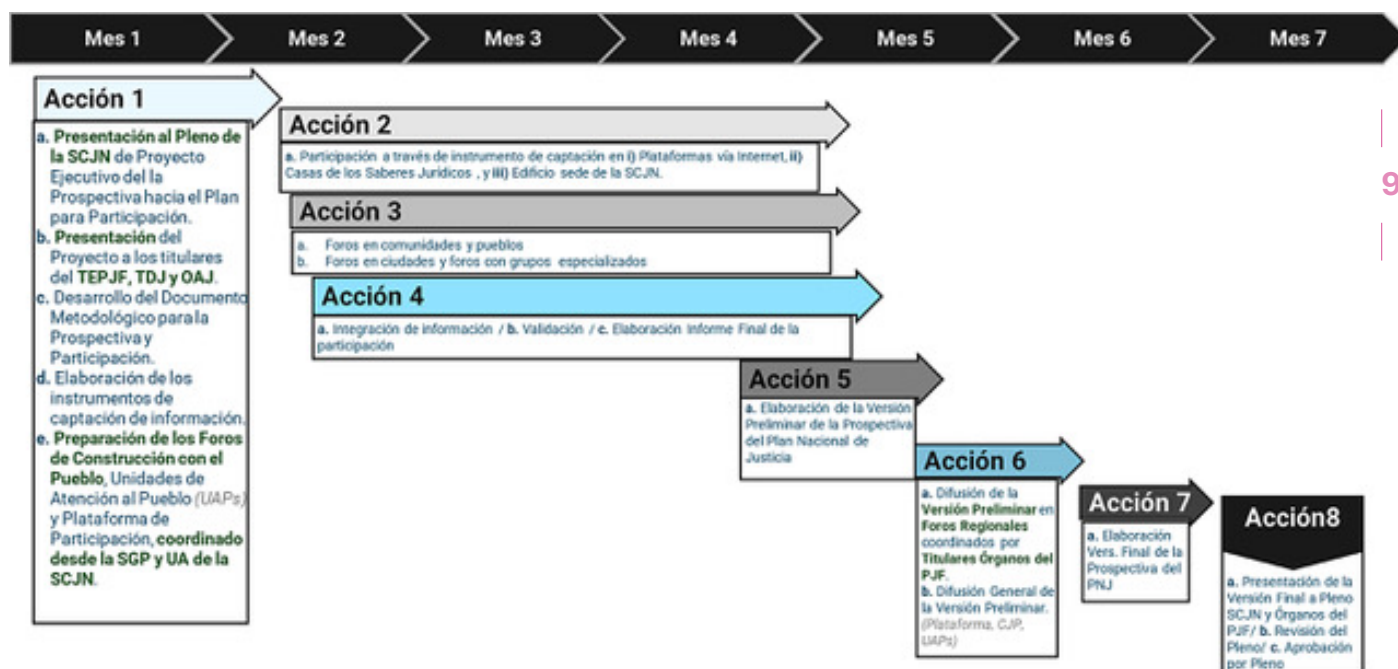 Mes 1
Mes 2
Mes 3
Mes 4
Mes 5
Mes 6
Mes 7
Acción 1
a. Presentación al Pleno de
la SCJN de Proyecto
Ejecutivo del la
Prospectiva hacia el Plan
para Participación.
b. Presentación del
Proyecto a los titulares
del TEPJF, TDJ y OAJ.
c. Desarrollo del Documento
Metodológico para la
Prospectiva y
Participación.
d. Elaboración de los
instrumentos de
captación de información.
e. Preparación de los Foros
de Construcción con el
Pueblo, Unidades de
Atención al Pueblo (UAPs)
y Plataforma de
Participación, coordinado
desde la SGP y UA de la
SCJN.
Acción 2
a. Participación a través de instrumento de captación en i) Plataformas vía Internet, ii)
Casas de los Saberes Jurídicos , y iii) Edificio sede de la SCJN.
Acción 3
a. Foros en comunidades y pueblos
b. Foros en ciudades y foros con grupos especializados
Acción 4
a. Integración de información / b. Validación / c. Elaboración Informe Final de la
participación
Acción 5
a. Elaboración de la Versión
Preliminar de la Prospectiva
del Plan Nacional de
Justicia
Acción 6
a. Difusión de la
Versión Preliminar en
Foros Regionales
coordinados por
Titulares Órganos del
PJF.
b. Difusión General de
la Versión Preliminar.
(Plataforma, CJP,
UAPs)
Acción 7
a. Elaboración
Vers. Final de la
Prospectiva del
PNJ
Acción8
a. Presentación de la
Versión Final a Pleno
SCJN y Órganos del
PJF/ b. Revisión del
Pleno/ c. Aprobación
por Pleno
9